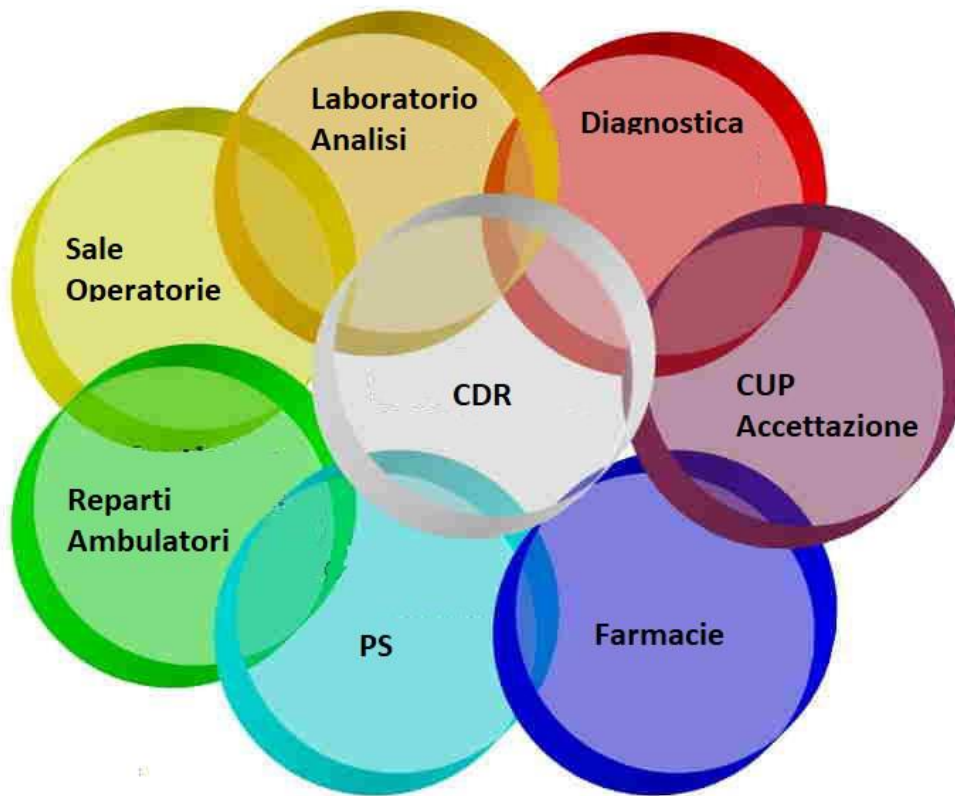 Laboratorio
Analisi
Diagnostica
Sale
Operatorie
CDR
CUP
Accettazione
Reparti
Ambulatori
PS
Farmacie